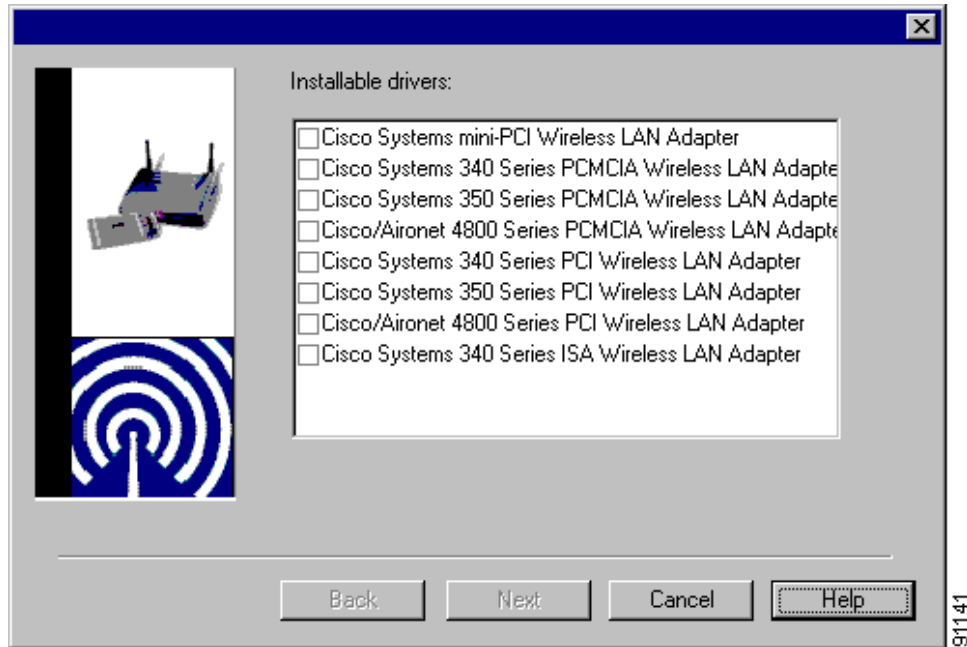 Installable drivers:
Cisco Systems mini-PCI Wireless LAN Adapter
Cisco Systems 340 Series PCMCIA Wireless LAN Adapte
Cisco Systems 350 Series PCMCIA Wireless LAN Adapte
Cisco/Aironet 4800 Series PCMCIA Wireless LAN Adapte
Cisco Systems 340 Series PCI Wireless LAN Adapter
Cisco Systems 350 Series PCI Wireless LAN Adapter
Cisco/Aironet 4800 Series PCI Wireless LAN Adapter
Cisco Systems 340 Series ISA Wireless LAN Adapter
Back Next Cancel Help
91141